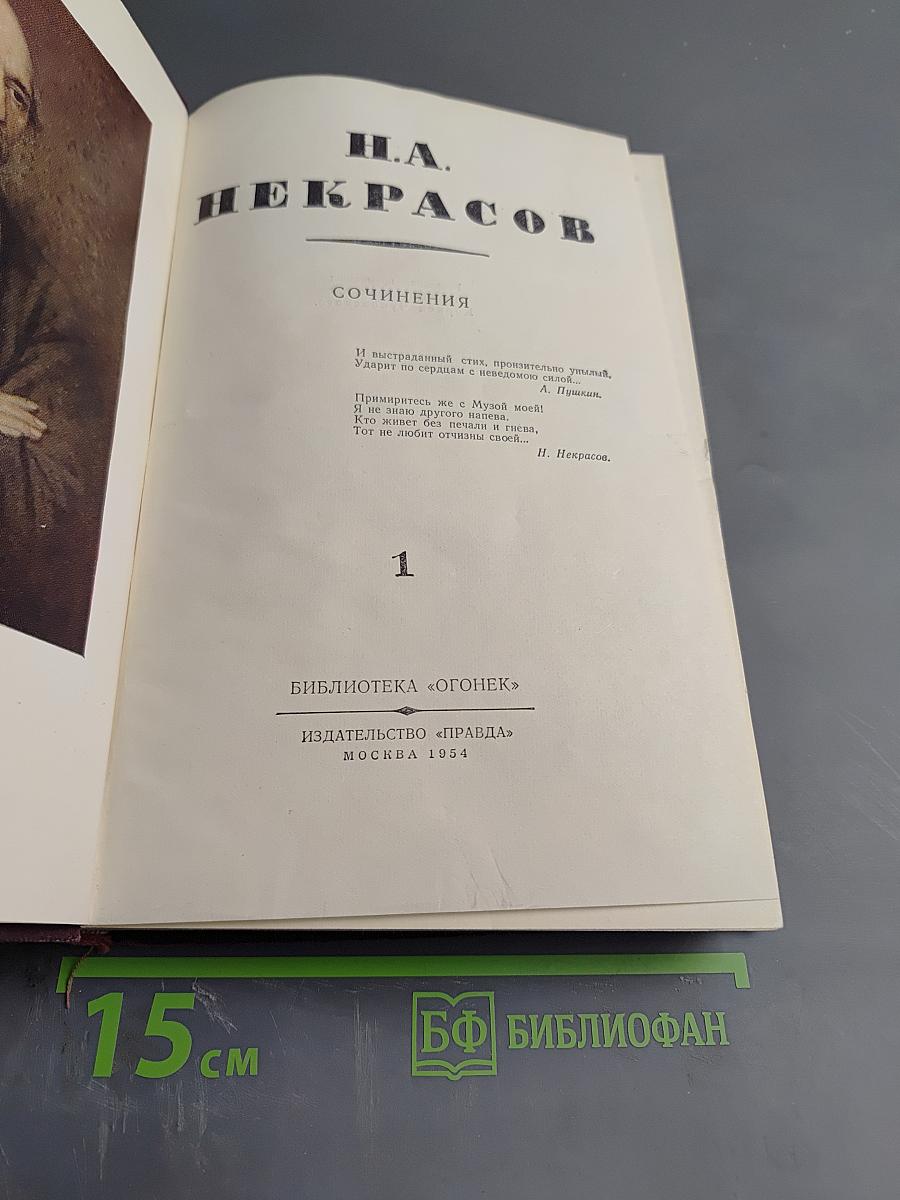 Н.А.
НЕКРАСОВ
СОЧИНЕНИЯ
И выстраданный стих, пронзительно унылый,
Ударит по сердцам с неведомою силой...
А. Пушкин.
Примиритесь же с Музой моей!
Я не знаю другого напева.
Кто живет без печали и гнева,
Тот не любит отчизны своей...
Н. Некрасов.
1
БИБЛИОТЕКА «ОГОНЕК»
ИЗДАТЕЛЬСТВО «ПРАВДА»
МОСКВА 1954
15 см
БФ БИБЛИОФАН